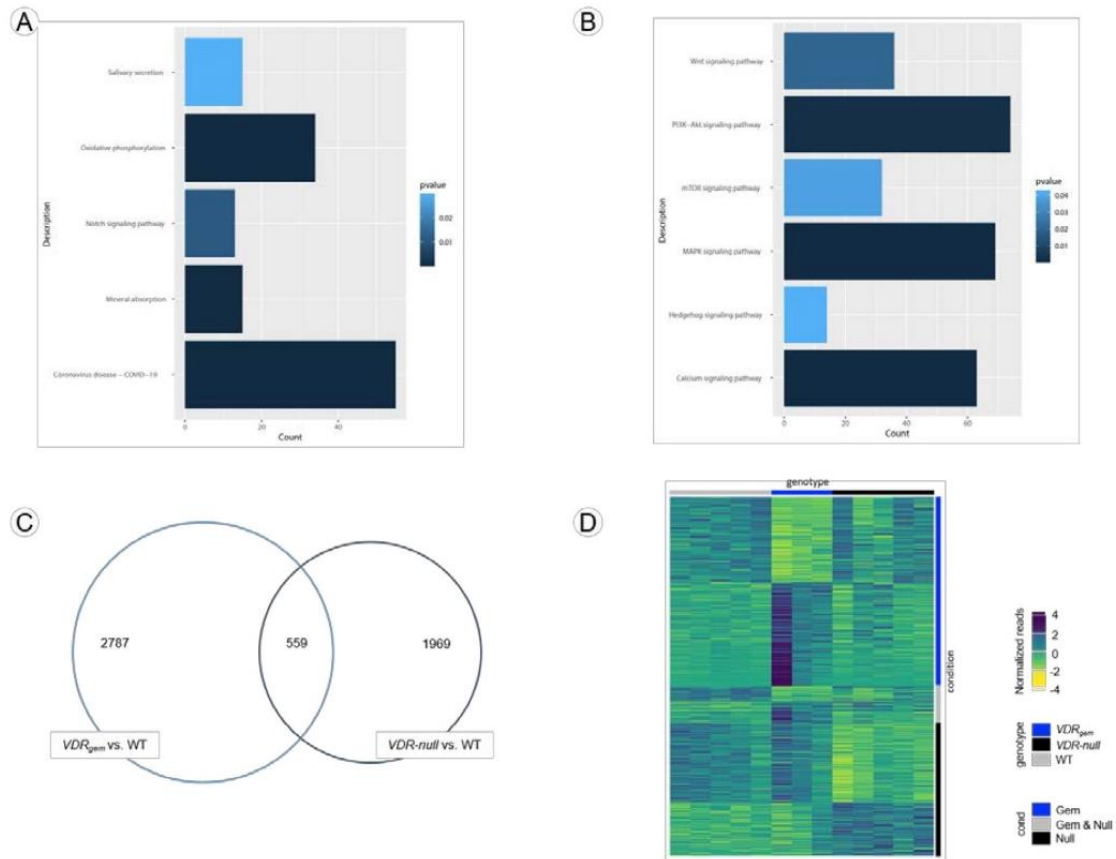 A
Salivary secretion
Oxidative phosphorylation
Notch signaling pathway
Mineral absorption
Coronavirus disease – COVID–19
Description
0 20 40
Count
pvalue
0.02
0.01
B
Wnt signaling pathway
PI3K–Akt signaling pathway
mTOR signaling pathway
MAPK signaling pathway
Hedgehog signaling pathway
Calcium signaling pathway
Description
0 20 40 60
Count
pvalue
0.04
0.03
0.02
0.01
C
2787
559
1969
VDRgem vs. WT
VDR-null vs. WT
D
genotype
condition
Normalized reads
4
2
0
-2
-4
genotype
VDRgem
VDR-null
WT
cond
Gem
Gem & Null
Null